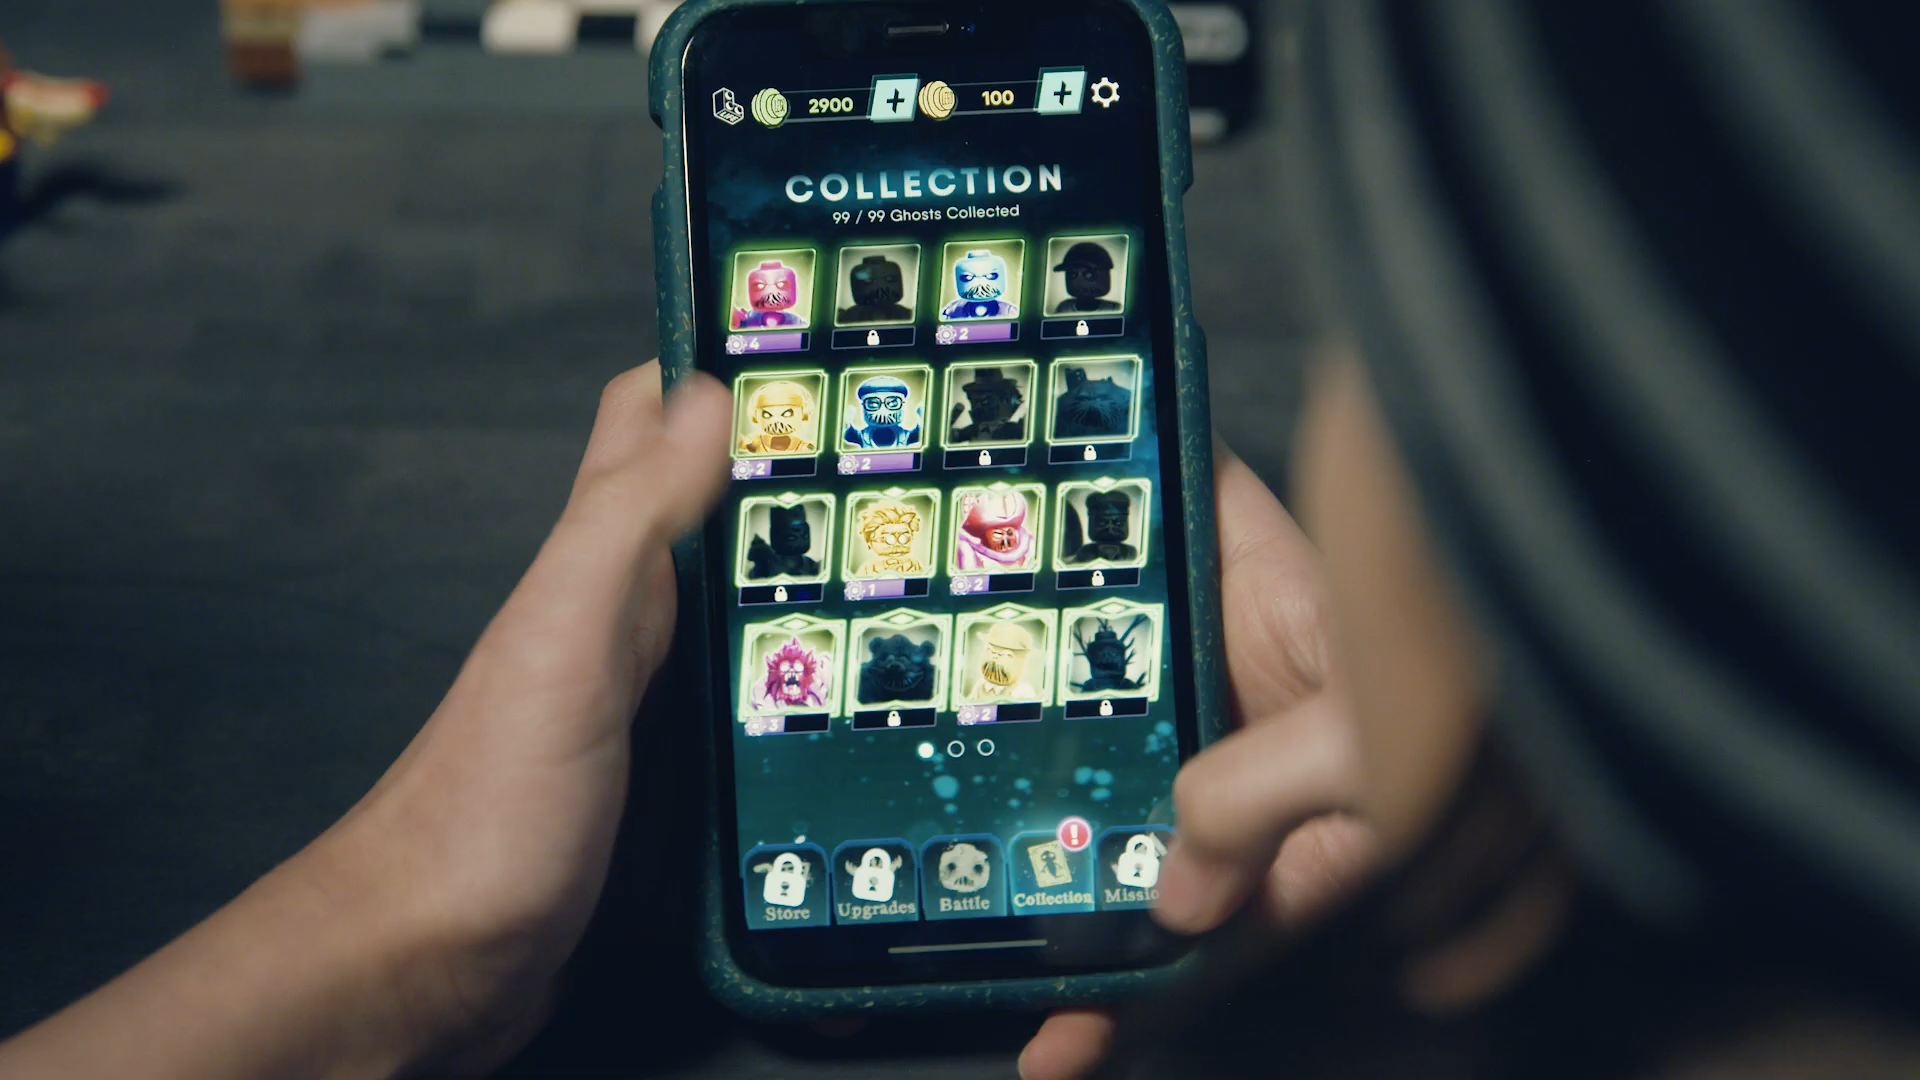 2900
100
COLLECTION
99 / 99 Ghosts Collected
4
2
2
2
1
2
3
2
Store
Upgrades
Battle
Collection
Missio